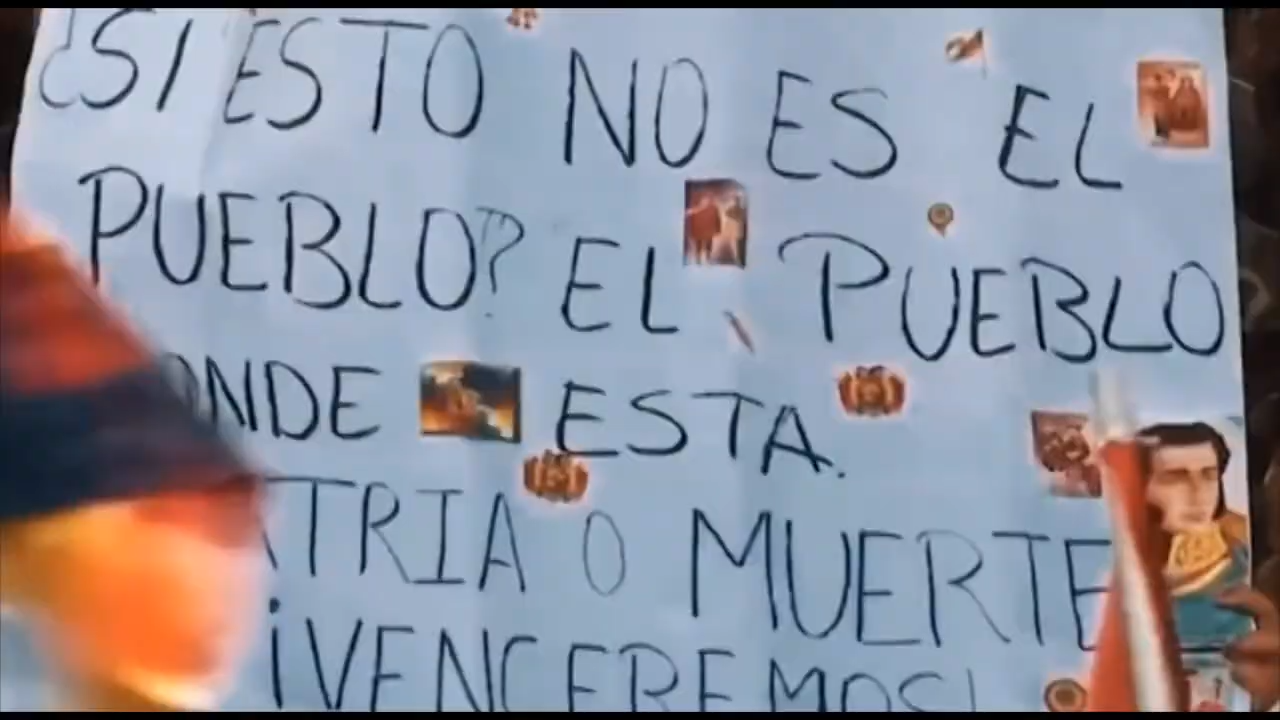 ¿SI ESTO NO ES EL
PUEBLO? EL PUEBLO
ONDE ESTA.
TRIA O MUERTE
¡VENCEREMOS!